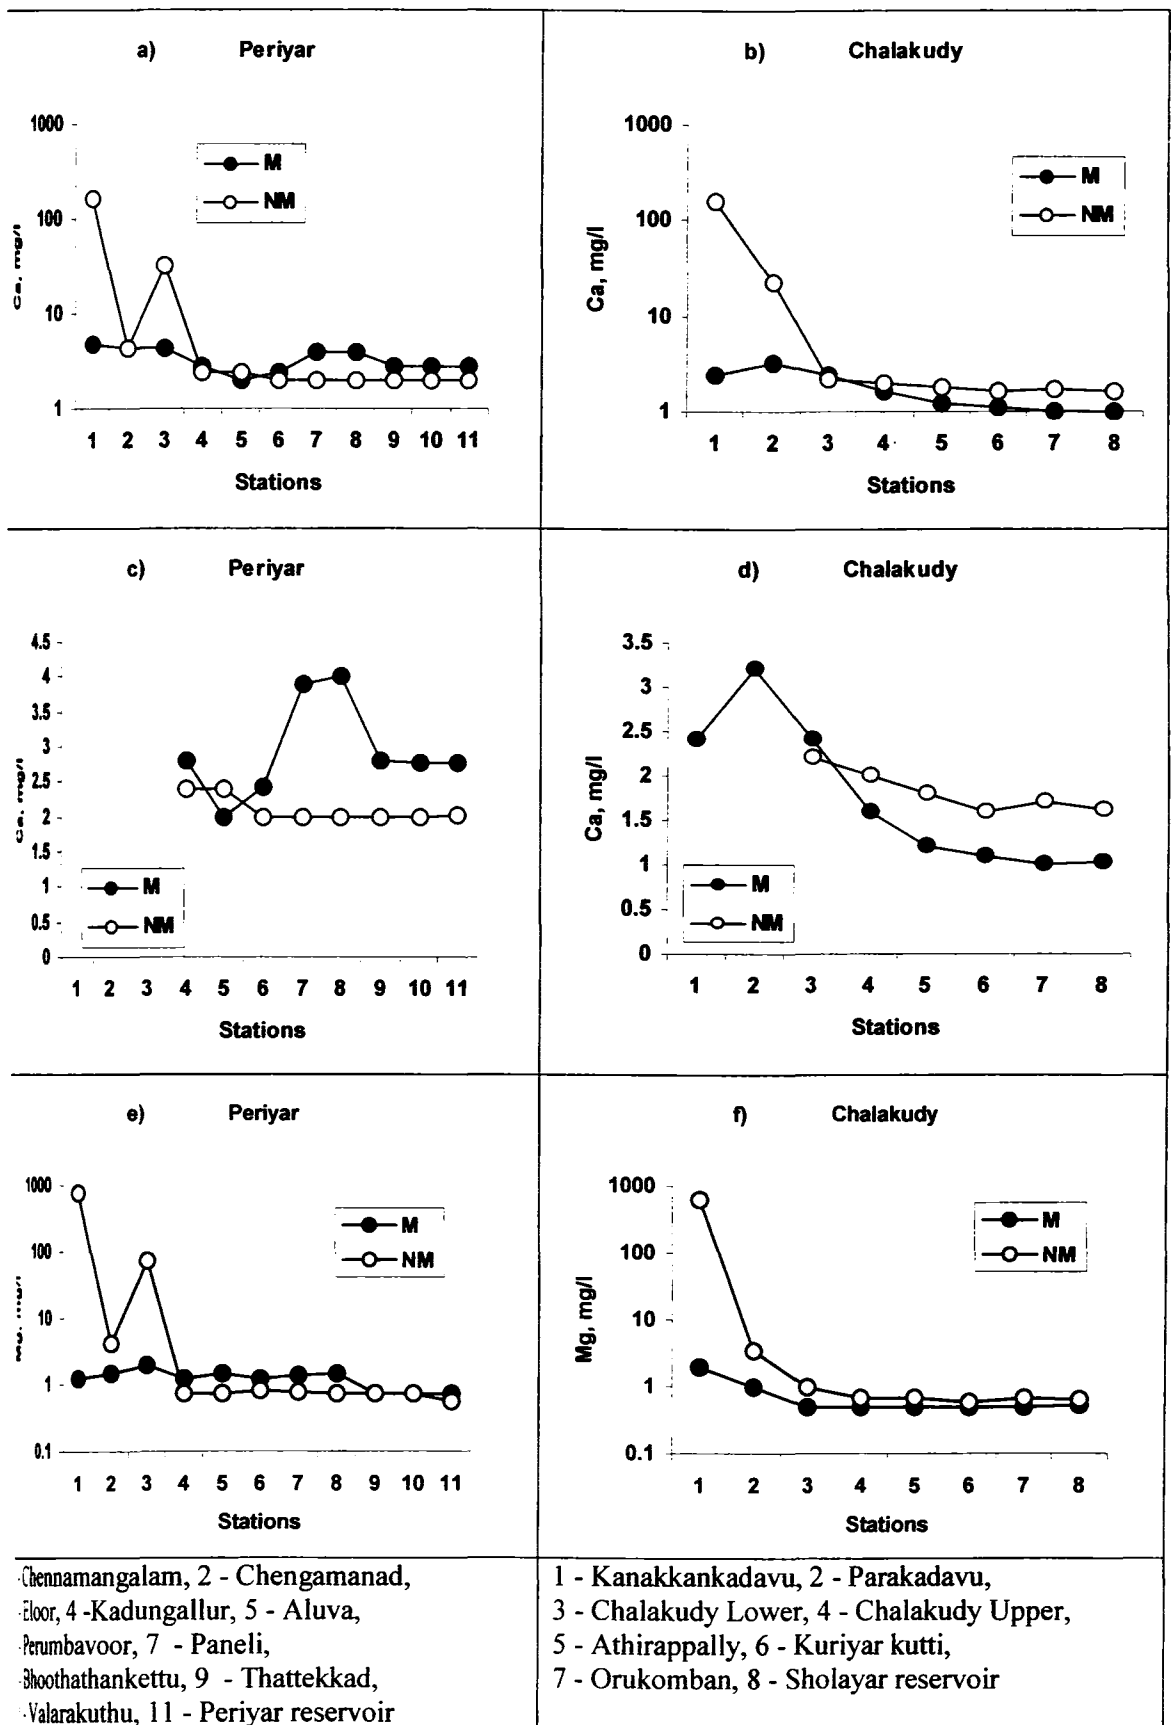 a) Periyar
1000
100
10
1
Ca, mg/l
M
NM
1 2 3 4 5 6 7 8 9 10 11
Stations
b) Chalakudy
1000
100
10
1
Ca, mg/l
M
NM
1 2 3 4 5 6 7 8
Stations
c) Periyar
4.5
4
3.5
3
2.5
2
1.5
1
0.5
0
Ca, mg/l
M
NM
1 2 3 4 5 6 7 8 9 10 11
Stations
d) Chalakudy
3.5
3
2.5
2
1.5
1
0.5
0
Ca, mg/l
M
NM
1 2 3 4 5 6 7 8
Stations
e) Periyar
1000
100
10
1
0.1
M
NM
1 2 3 4 5 6 7 8 9 10 11
Stations
f) Chalakudy
1000
100
10
1
0.1
Mg, mg/l
M
NM
1 2 3 4 5 6 7 8
Stations
Chennamangalam, 2 - Chengamanad,
Eloor, 4 -Kadungallur, 5 - Aluva,
Perumbavoor, 7 - Paneli,
Bhoothathankettu, 9 - Thattekkad,
Valarakuthu, 11 - Periyar reservoir
1 - Kanakkankadavu, 2 - Parakadavu,
3 - Chalakudy Lower, 4 - Chalakudy Upper,
5 - Athirappally, 6 - Kuriyar kutti,
7 - Orukomban, 8 - Sholayar reservoir